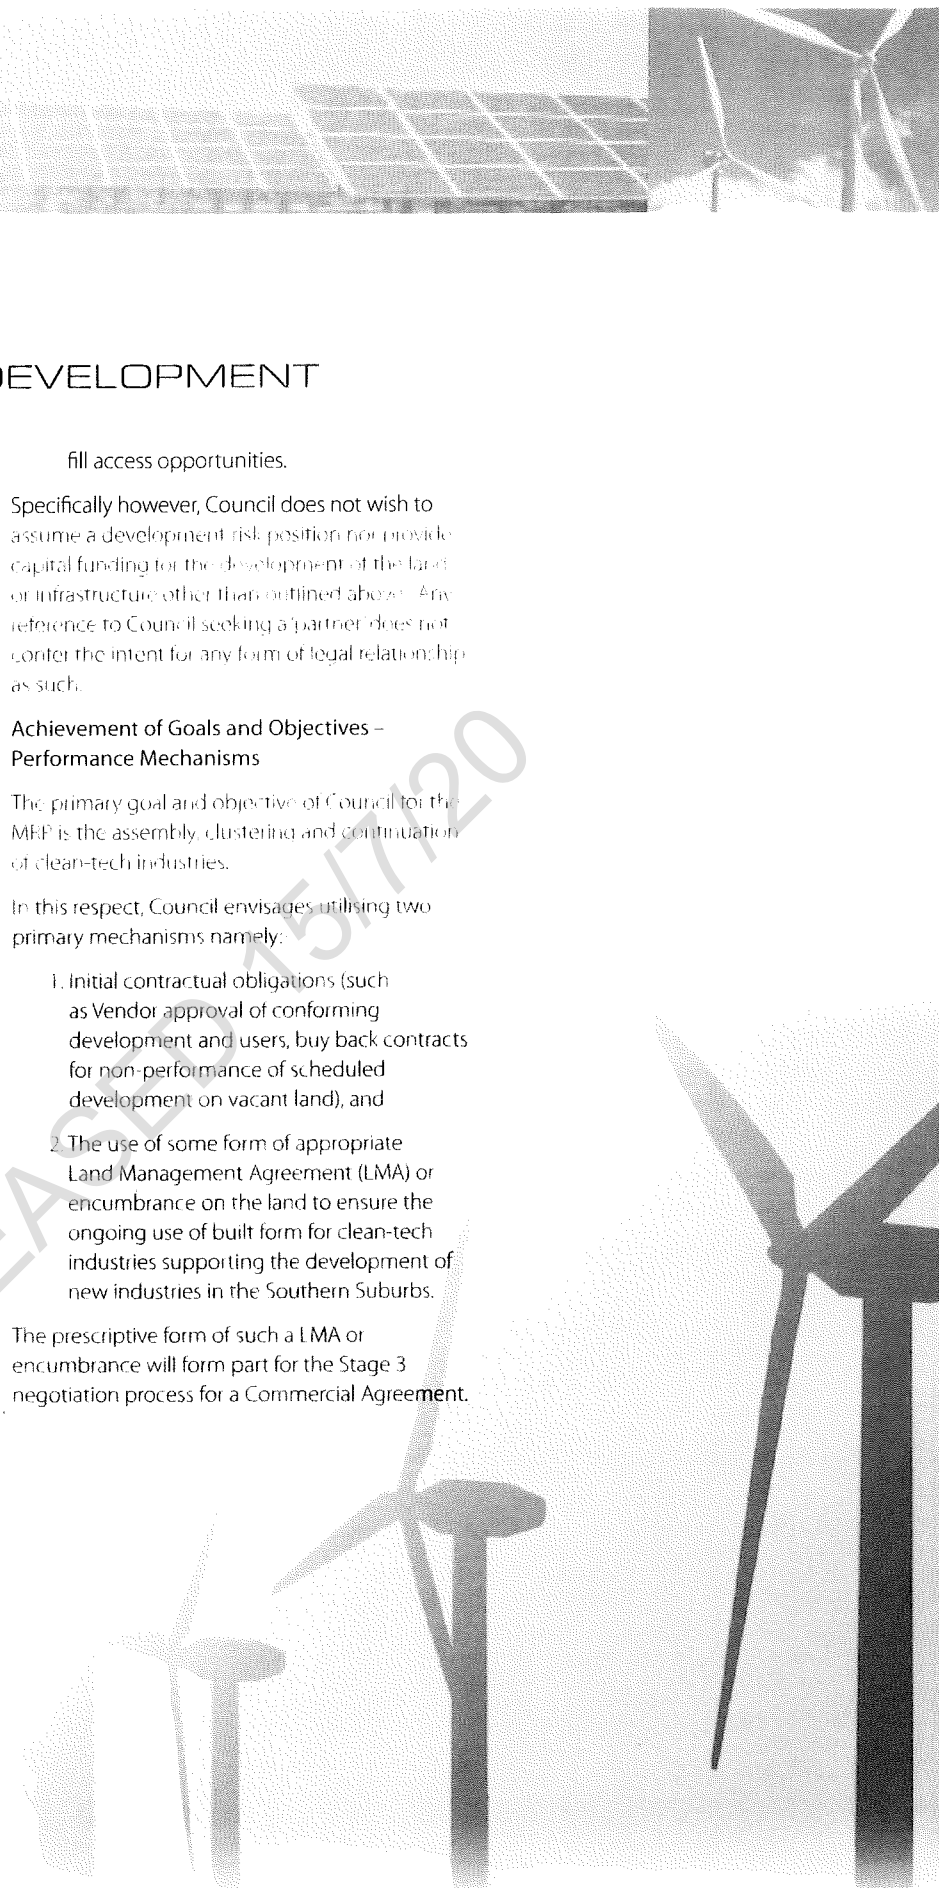 DEVELOPMENT
fill access opportunities.
Specifically however, Council does not wish to
assume a development risk position nor provide
capital funding for the development of the land
or infrastructure other than outlined above. Any
reference to Council seeking a 'partner' does not
confer the intent for any form of legal relationship
as such.
Achievement of Goals and Objectives –
Performance Mechanisms
The primary goal and objective of Council for the
is the assembly, clustering and continuation
of clean-tech industries.
In this respect, Council envisages utilising two
primary mechanisms namely:
1. Initial contractual obligations (such
as Vendor approval of conforming
development and users, buy back contracts
for non-performance of scheduled
development on vacant land), and
2. The use of some form of appropriate
Land Management Agreement (LMA) or
encumbrance on the land to ensure the
ongoing use of built form for clean-tech
industries supporting the development of
new industries in the Southern Suburbs.
The prescriptive form of such a LMA or
encumbrance will form part for the Stage 3
negotiation process for a Commercial Agreement.
EASED 15/7/20